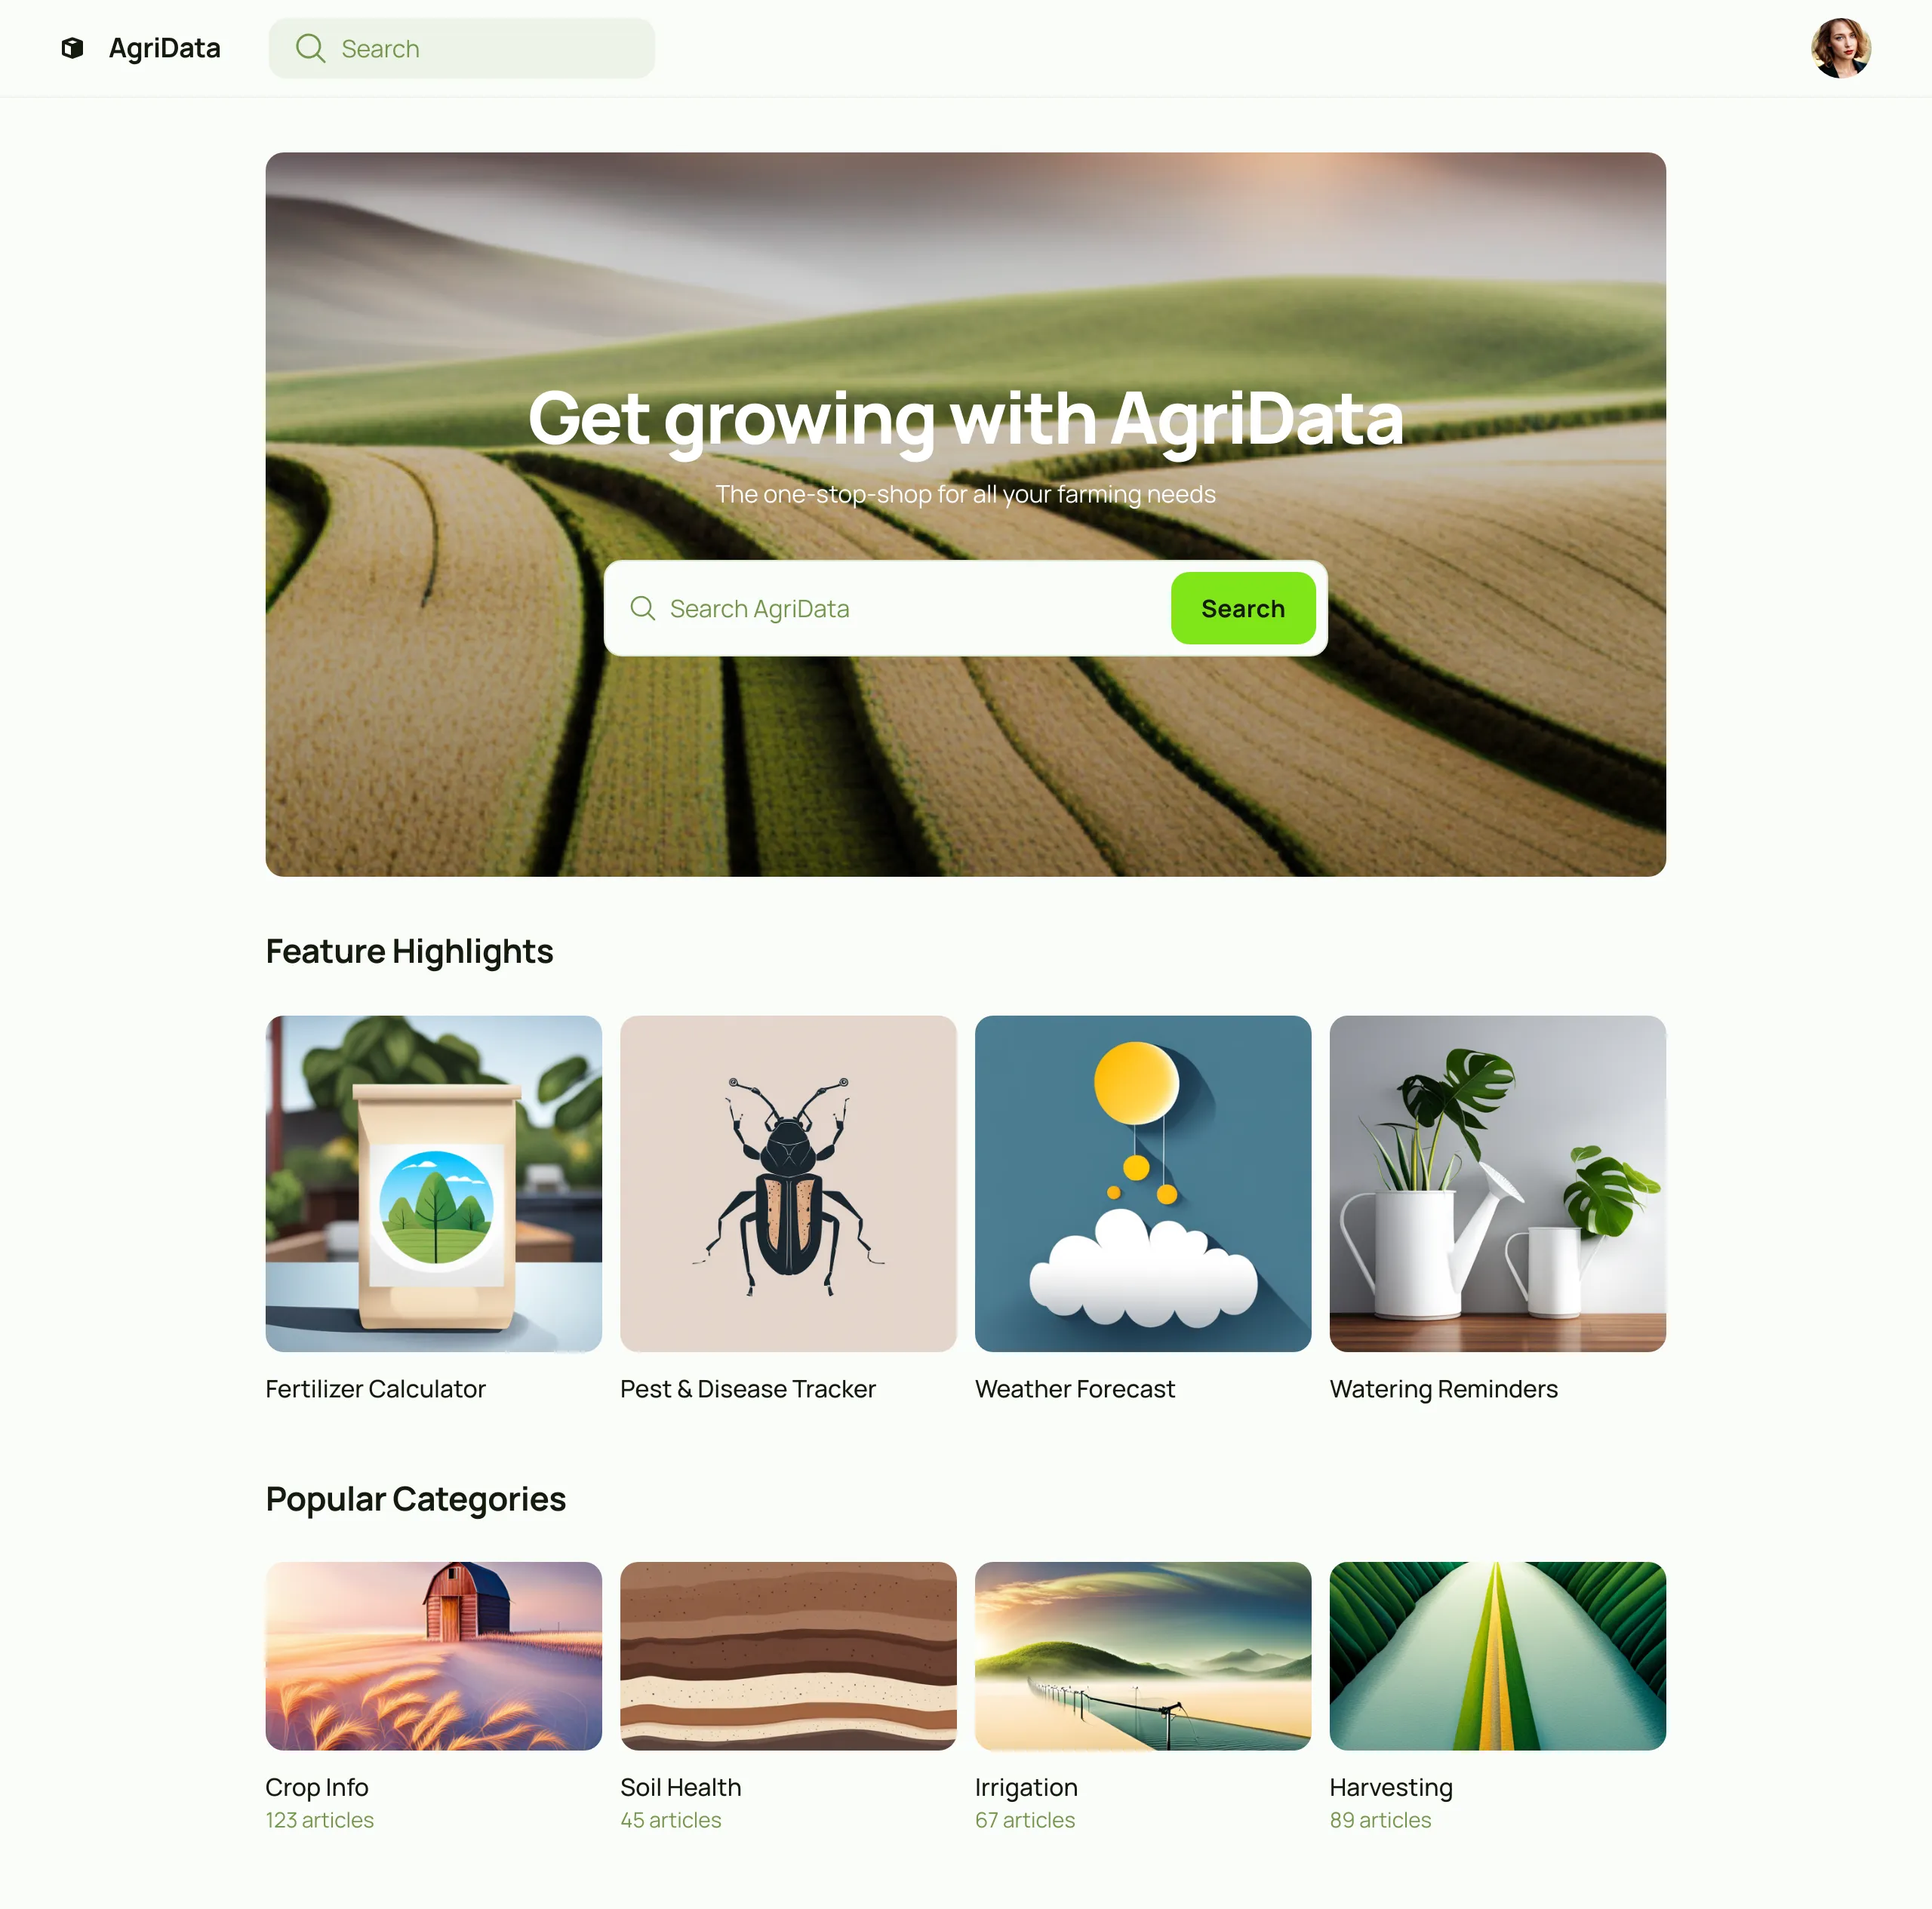 AgriData
Search
Get growing with AgriData
The one-stop-shop for all your farming needs
Search AgriData
Search
Feature Highlights
Fertilizer Calculator
Pest & Disease Tracker
Weather Forecast
Watering Reminders
Popular Categories
Crop Info
123 articles
Soil Health
45 articles
Irrigation
67 articles
Harvesting
89 articles